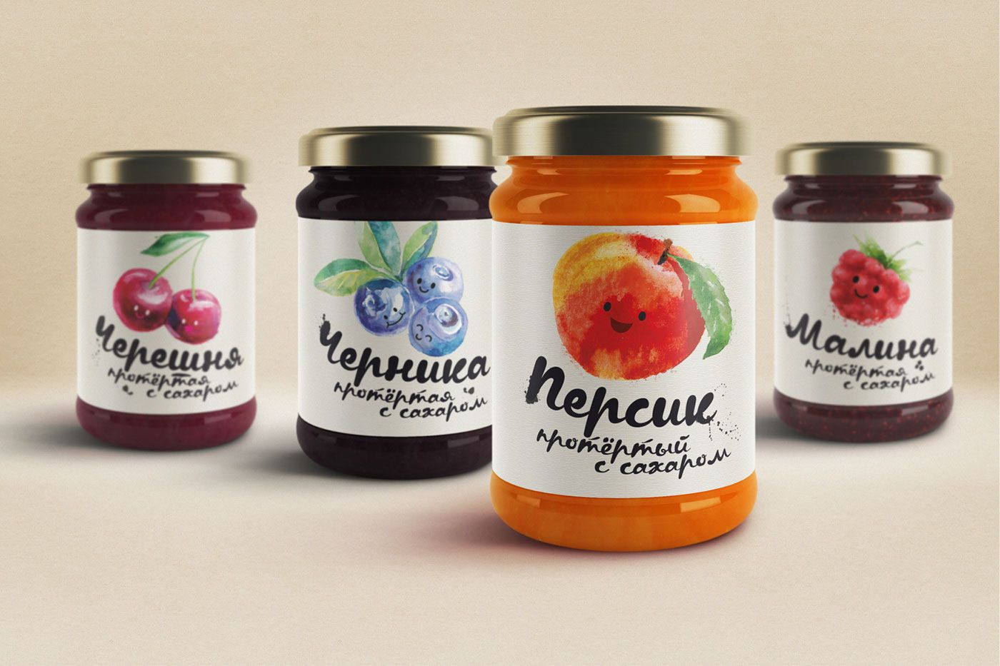 Черешня
протёртая
с сахаром
Черника
протёртая
с сахаром
Персик
протёртый
с сахаром
Малина
протёртая
с сахаром